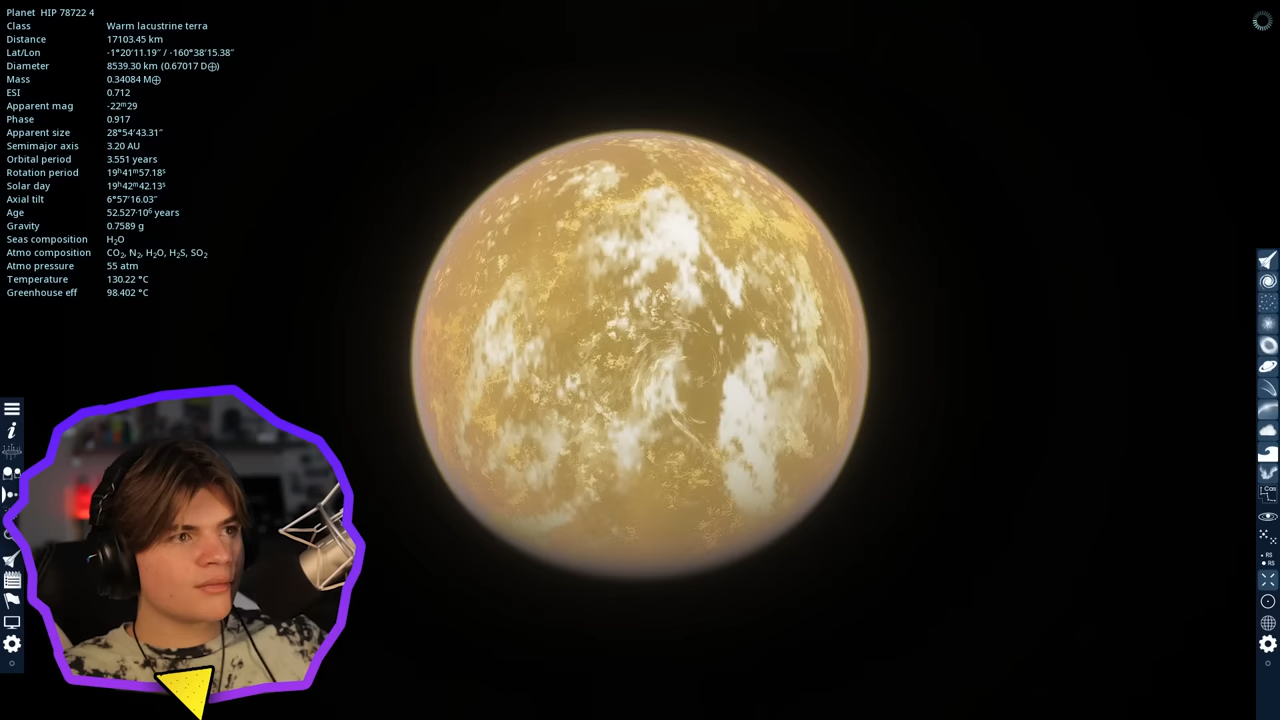 Planet HIP 78722 4
Class Warm lacustrine terra
Distance 17103.45 km
Lat/Lon -1°20′11.19″ / -160°38′15.38″
Diameter 8539.30 km (0.67017 D⊕)
Mass 0.34084 M⊕
ESI 0.712
Apparent mag -22ᵐ29
Phase 0.917
Apparent size 28°54′43.31″
Semimajor axis 3.20 AU
Orbital period 3.551 years
Rotation period 19ʰ41ᵐ57.18ˢ
Solar day 19ʰ42ᵐ42.13ˢ
Axial tilt 6°57′16.03″
Age 52.527·10⁶ years
Gravity 0.7589 g
Seas composition H₂O
Atmo composition CO₂, N₂, H₂O, H₂S, SO₂
Atmo pressure 55 atm
Temperature 130.22 °C
Greenhouse eff 98.402 °C
RS
RS